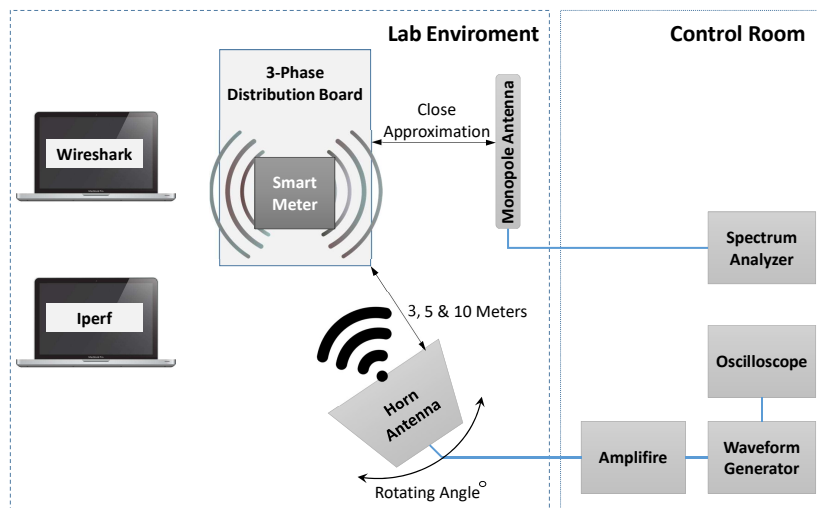 Lab Enviroment
Control Room
3-Phase
Distribution Board
Close
Approximation
Monopole Antenna
Wireshark
Smart
Meter
Spectrum
Analyzer
Iperf
3, 5 & 10 Meters
Horn
Antenna
Oscilloscope
Amplifire
Waveform
Generator
Rotating Angle°